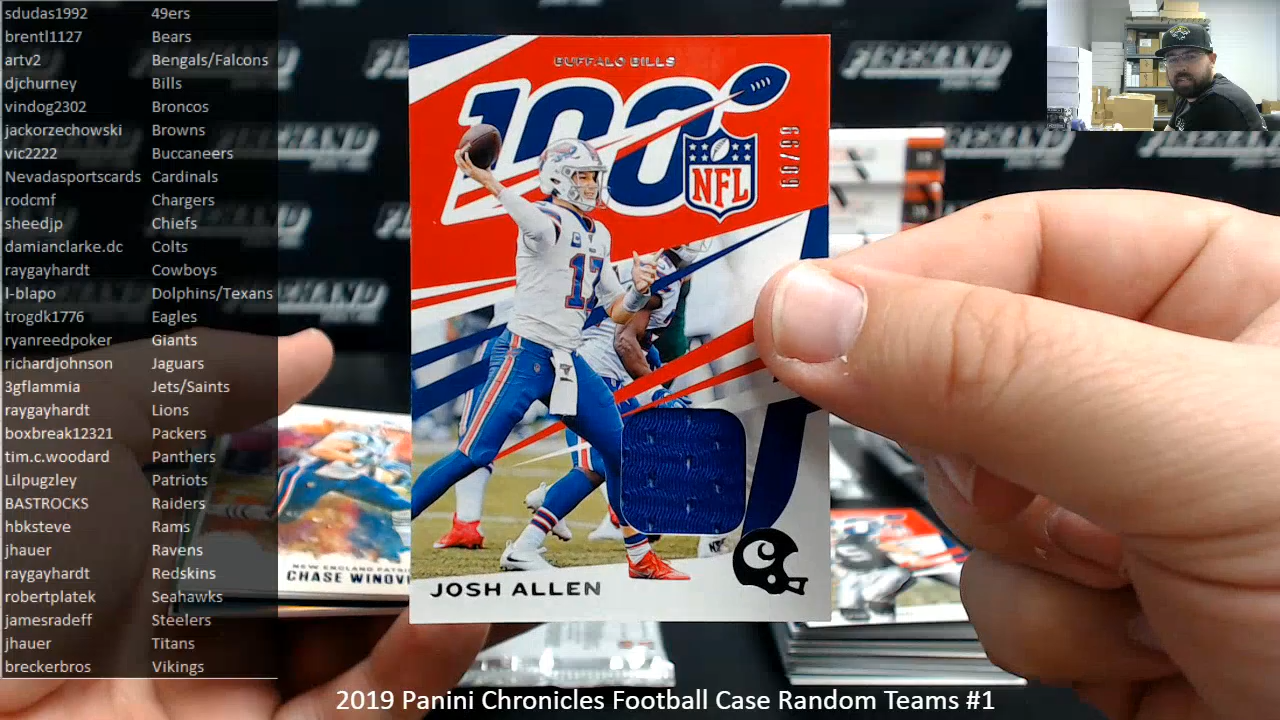 sdudas1992 49ers
brentl1127 Bears
artv2 Bengals/Falcons
djchurney Bills
vindog2302 Broncos
jackorzechowski Browns
vic2222 Buccaneers
Nevadasportscards Cardinals
rodcmf Chargers
sheedjp Chiefs
damianclarke.dc Colts
raygayhardt Cowboys
l-blapo Dolphins/Texans
trogdk1776 Eagles
ryanreedpoker Giants
richardjohnson Jaguars
3gflammia Jets/Saints
raygayhardt Lions
boxbreak12321 Packers
tim.c.woodard Panthers
Lilpugzley Patriots
BASTROCKS Raiders
hbksteve Rams
jhauer Ravens
raygayhardt Redskins
robertplatek Seahawks
jamesradeff Steelers
jhauer Titans
breckerbros Vikings
BUFFALO BILLS
100
NFL
17
JOSH ALLEN
C
NEW ENGLAND PATRI
CHASE WINOVI
2019 Panini Chronicles Football Case Random Teams #1